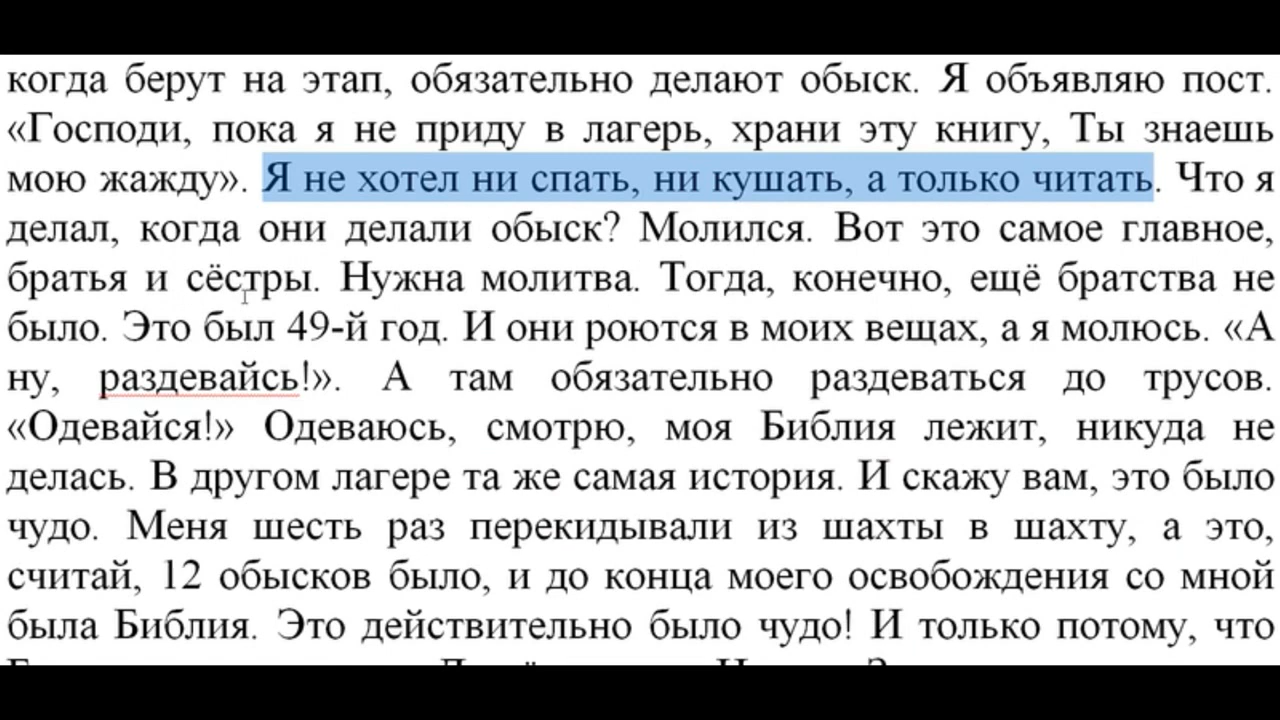 когда берут на этап, обязательно делают обыск. Я объявляю пост.
«Господи, пока я не приду в лагерь, храни эту книгу, Ты знаешь
мою жажду». Я не хотел ни спать, ни кушать, а только читать. Что я
делал, когда они делали обыск? Молился. Вот это самое главное,
братья и сёстры. Нужна молитва. Тогда, конечно, ещё братства не
было. Это был 49-й год. И они роются в моих вещах, а я молюсь. «А
ну, раздевайсь!». А там обязательно раздеваться до трусов.
«Одевайся!» Одеваюсь, смотрю, моя Библия лежит, никуда не
делась. В другом лагере та же самая история. И скажу вам, это было
чудо. Меня шесть раз перекидывали из шахты в шахту, а это,
считай, 12 обысков было, и до конца моего освобождения со мной
была Библия. Это действительно было чудо! И только потому, что